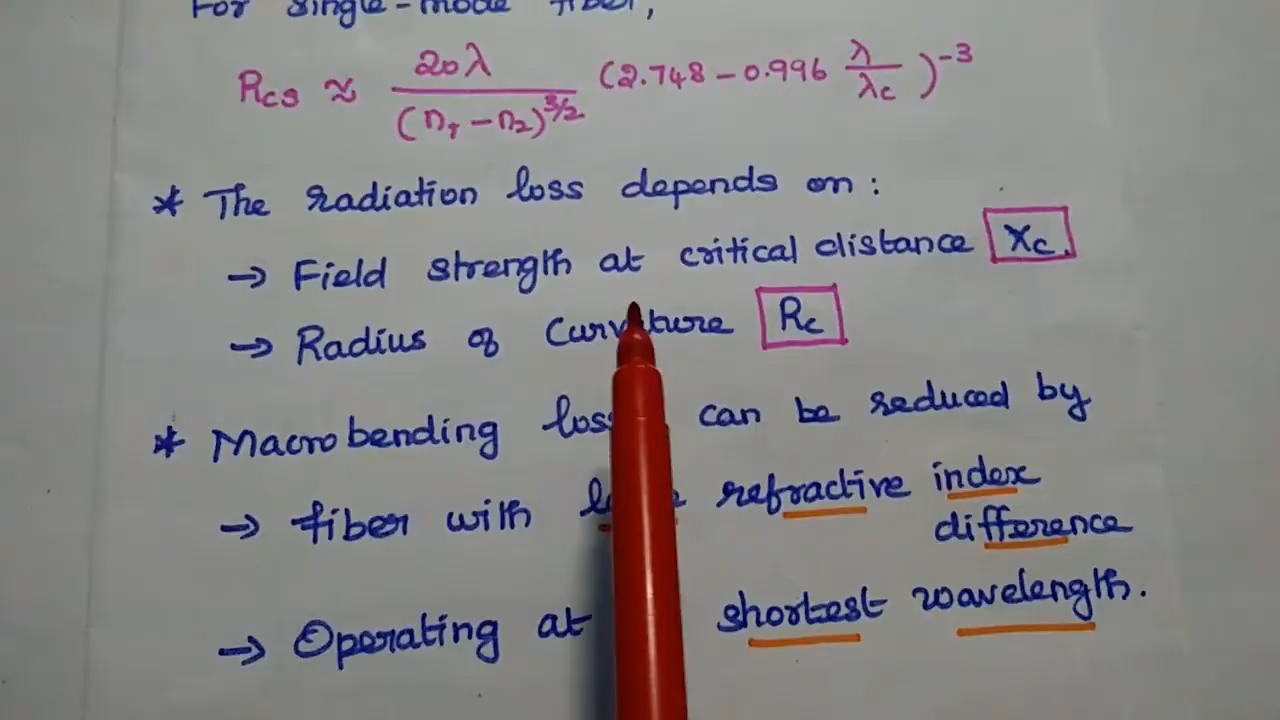 For single-mode fiber,
Rcs ≈ 20λ / (n₁ - n₂)^3/2 (2.748 - 0.996 λ/λc)^-3
* The radiation loss depends on:
→ Field strength at critical distance xc.
→ Radius of Curvature Rc
* Macrobending loss can be reduced by
→ fiber with refractive index
difference
→ Operating at shortest wavelength.